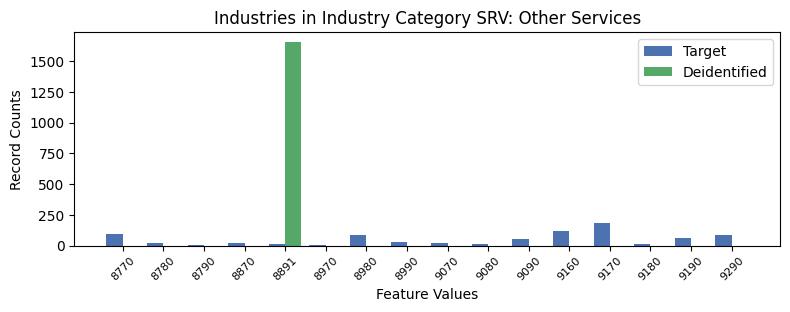 Industries in Industry Category SRV: Other Services
Target
Deidentified
Record Counts
1500
1250
1000
750
500
250
0
8770 8780 8790 8870 8891 8970 8980 8990 9070 9080 9090 9160 9170 9180 9190 9290
Feature Values